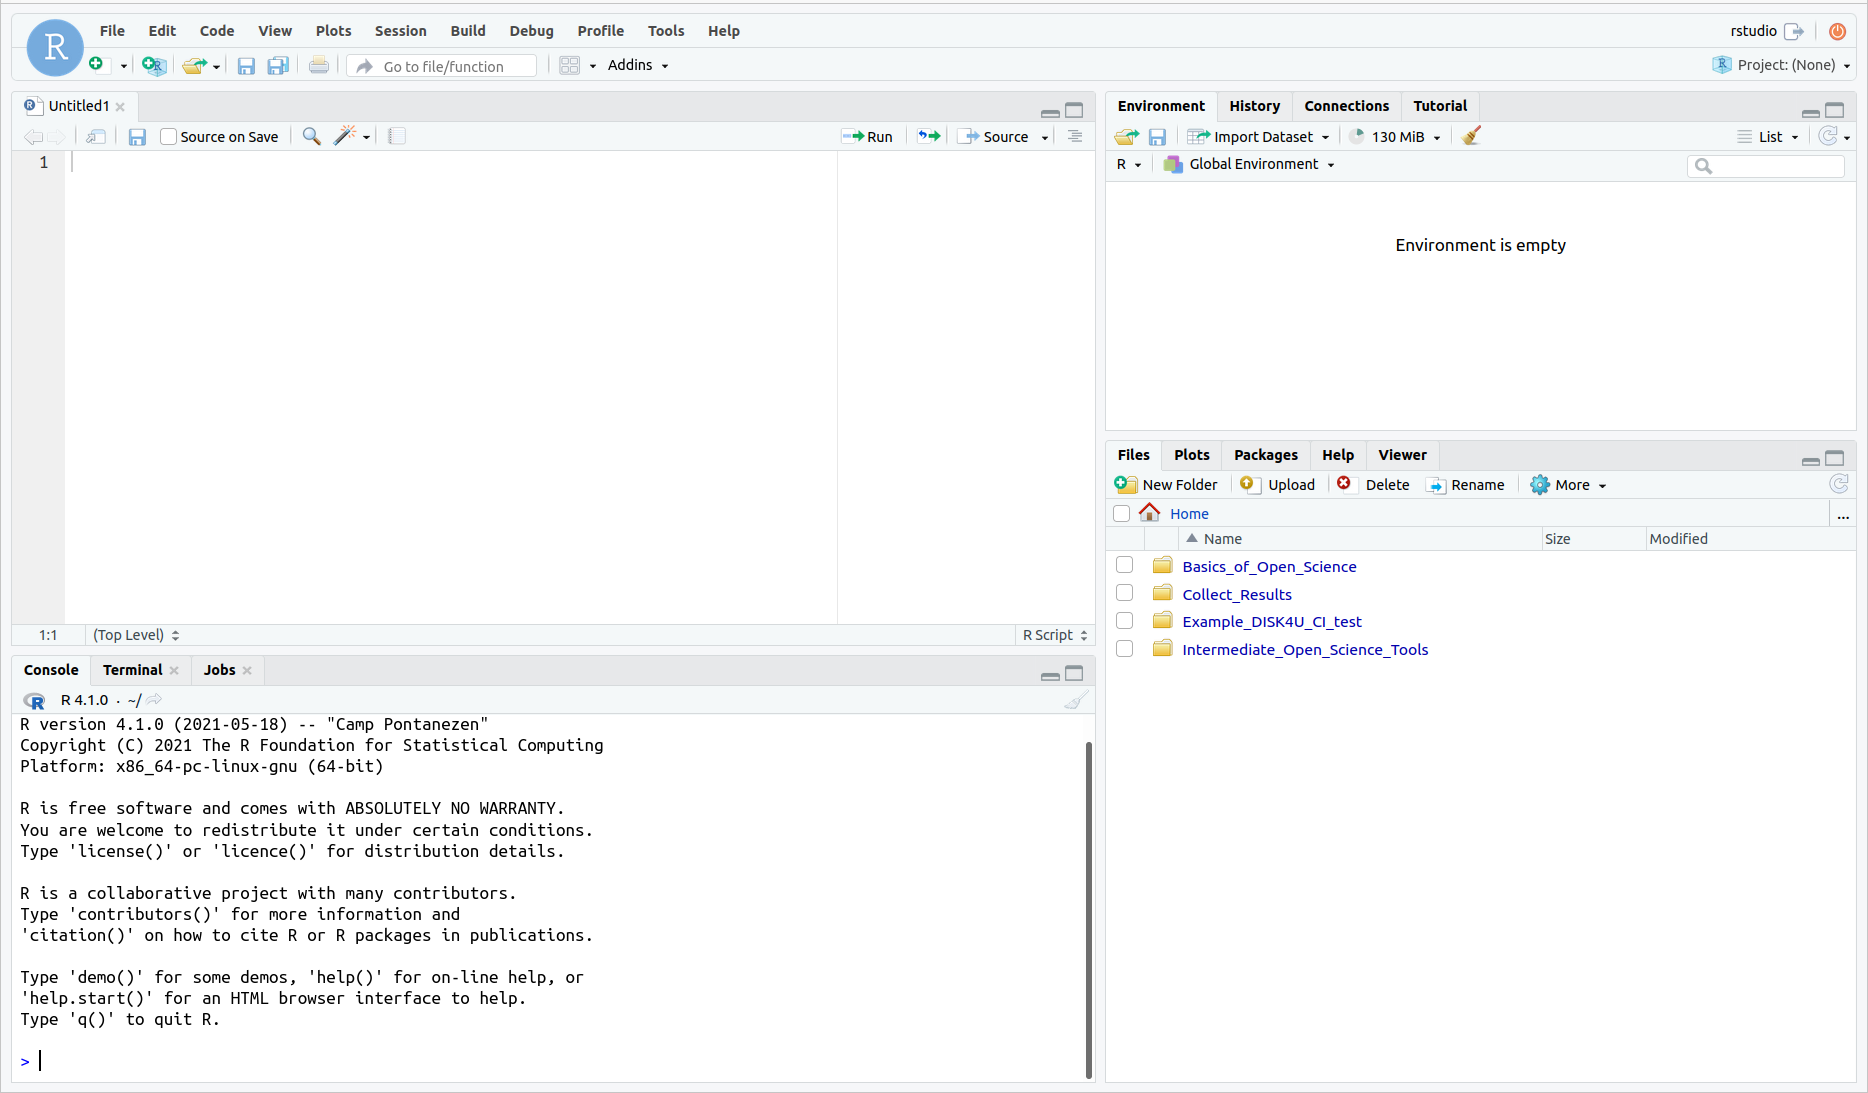 R
File Edit Code View Plots Session Build Debug Profile Tools Help
rstudio
Go to file/function
Addins
Project: (None)
Untitled1
Source on Save
Run
Source
1
1:1
(Top Level)
R Script
Console Terminal Jobs
R 4.1.0 · ~/
R version 4.1.0 (2021-05-18) -- "Camp Pontanezen"
Copyright (C) 2021 The R Foundation for Statistical Computing
Platform: x86_64-pc-linux-gnu (64-bit)
R is free software and comes with ABSOLUTELY NO WARRANTY.
You are welcome to redistribute it under certain conditions.
Type 'license()' or 'licence()' for distribution details.
R is a collaborative project with many contributors.
Type 'contributors()' for more information and
'citation()' on how to cite R or R packages in publications.
Type 'demo()' for some demos, 'help()' for on-line help, or
'help.start()' for an HTML browser interface to help.
Type 'q()' to quit R.
>
Environment History Connections Tutorial
Import Dataset
130 MiB
List
R
Global Environment
Environment is empty
Files Plots Packages Help Viewer
New Folder Upload Delete Rename More
Home
...
Name Size Modified
Basics_of_Open_Science
Collect_Results
Example_DISK4U_CI_test
Intermediate_Open_Science_Tools